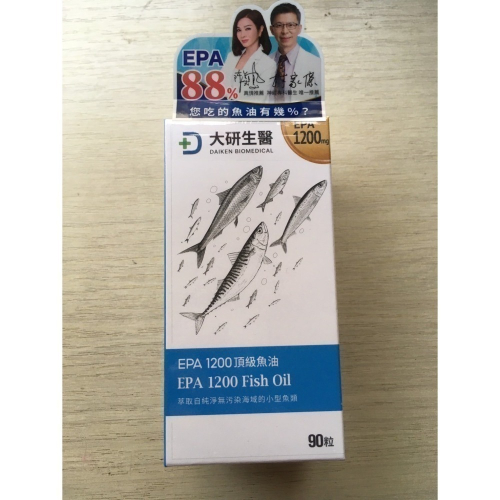 EPA
88%
您吃的魚油有幾%?
大研生醫
DAIKEN BIOMEDICAL
EPA
1200mg
EPA 1200 頂級魚油
EPA 1200 Fish Oil
萃取自純淨無污染海域的小型魚類
90粒